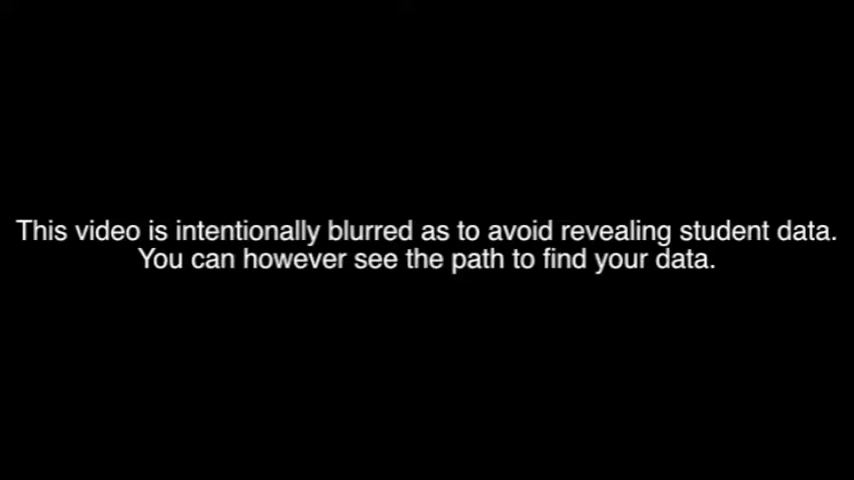 This video is intentionally blurred as to avoid revealing student data.
You can however see the path to find your data.